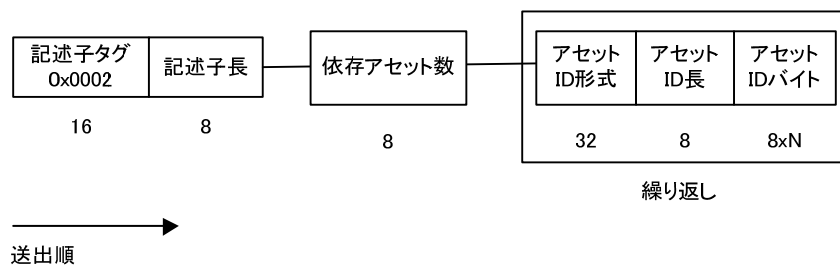 記述子タグ
0x0002
記述子長
依存アセット数
アセット
ID形式
アセット
ID長
アセット
IDバイト
16
8
8
32
8
8xN
繰り返し
送出順